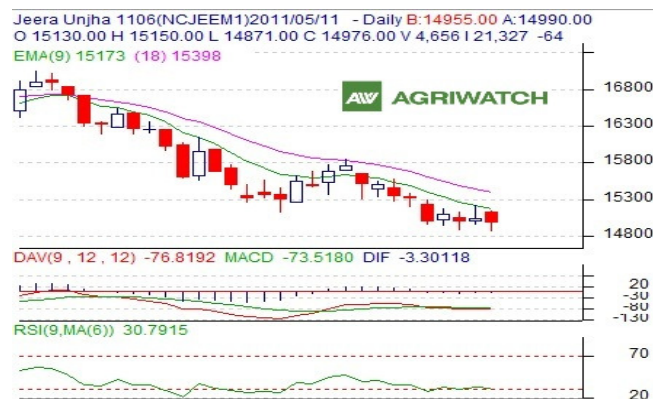 Jeera Unjha 1106(NCJEEM1)2011/05/11 - Daily B:14955.00 A:14990.00
O 15130.00 H 15150.00 L 14871.00 C 14976.00 V 4,656 I 21,327 -64
EMA(9) 15173 (18) 15398
AW AGRIWATCH
16800
16300
15800
15300
14800
DAV(9 , 12 , 12) -76.8192 MACD -73.5180 DIF -3.30118
20
-30
-80
-130
RSI(9,MA(6)) 30.7915
70
20